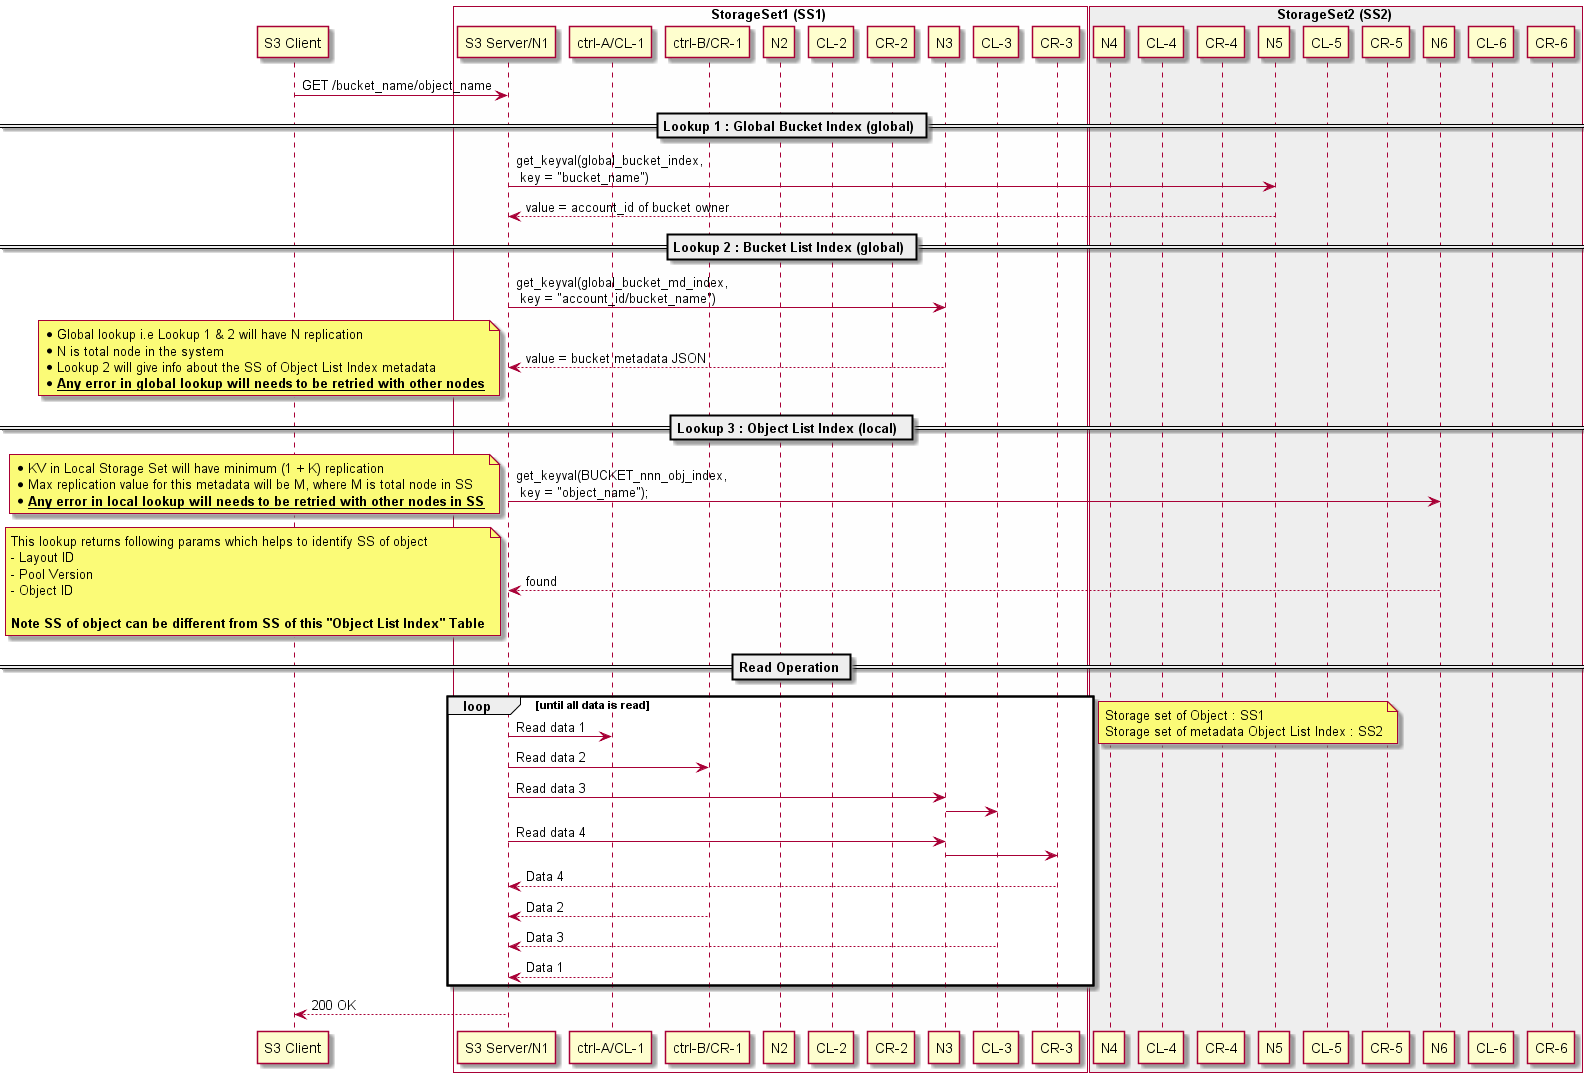 StorageSet1 (SS1)
StorageSet2 (SS2)
S3 Client
S3 Server/N1
ctrl-A/CL-1
ctrl-B/CR-1
N2
CL-2
CR-2
N3
CL-3
CR-3
N4
CL-4
CR-4
N5
CL-5
CR-5
N6
CL-6
CR-6
GET /bucket_name/object_name
Lookup 1 : Global Bucket Index (global)
get_keyval(global_bucket_index,
key = "bucket_name")
value = account_id of bucket owner
Lookup 2 : Bucket List Index (global)
get_keyval(global_bucket_md_index,
key = "account_id/bucket_name")
• Global lookup i.e Lookup 1 & 2 will have N replication
• N is total node in the system
• Lookup 2 will give info about the SS of Object List Index metadata
• Any error in global lookup will needs to be retried with other nodes
value = bucket metadata JSON
Lookup 3 : Object List Index (local)
• KV in Local Storage Set will have minimum (1 + K) replication
• Max replication value for this metadata will be M, where M is total node in SS
• Any error in local lookup will needs to be retried with other nodes in SS
get_keyval(BUCKET_nnn_obj_index,
key = "object_name");
This lookup returns following params which helps to identify SS of object
- Layout ID
- Pool Version
- Object ID
Note SS of object can be different from SS of this "Object List Index" Table
found
Read Operation
loop
[until all data is read]
Storage set of Object : SS1
Storage set of metadata Object List Index : SS2
Read data 1
Read data 2
Read data 3
Read data 4
Data 4
Data 2
Data 3
Data 1
200 OK
S3 Client
S3 Server/N1
ctrl-A/CL-1
ctrl-B/CR-1
N2
CL-2
CR-2
N3
CL-3
CR-3
N4
CL-4
CR-4
N5
CL-5
CR-5
N6
CL-6
CR-6